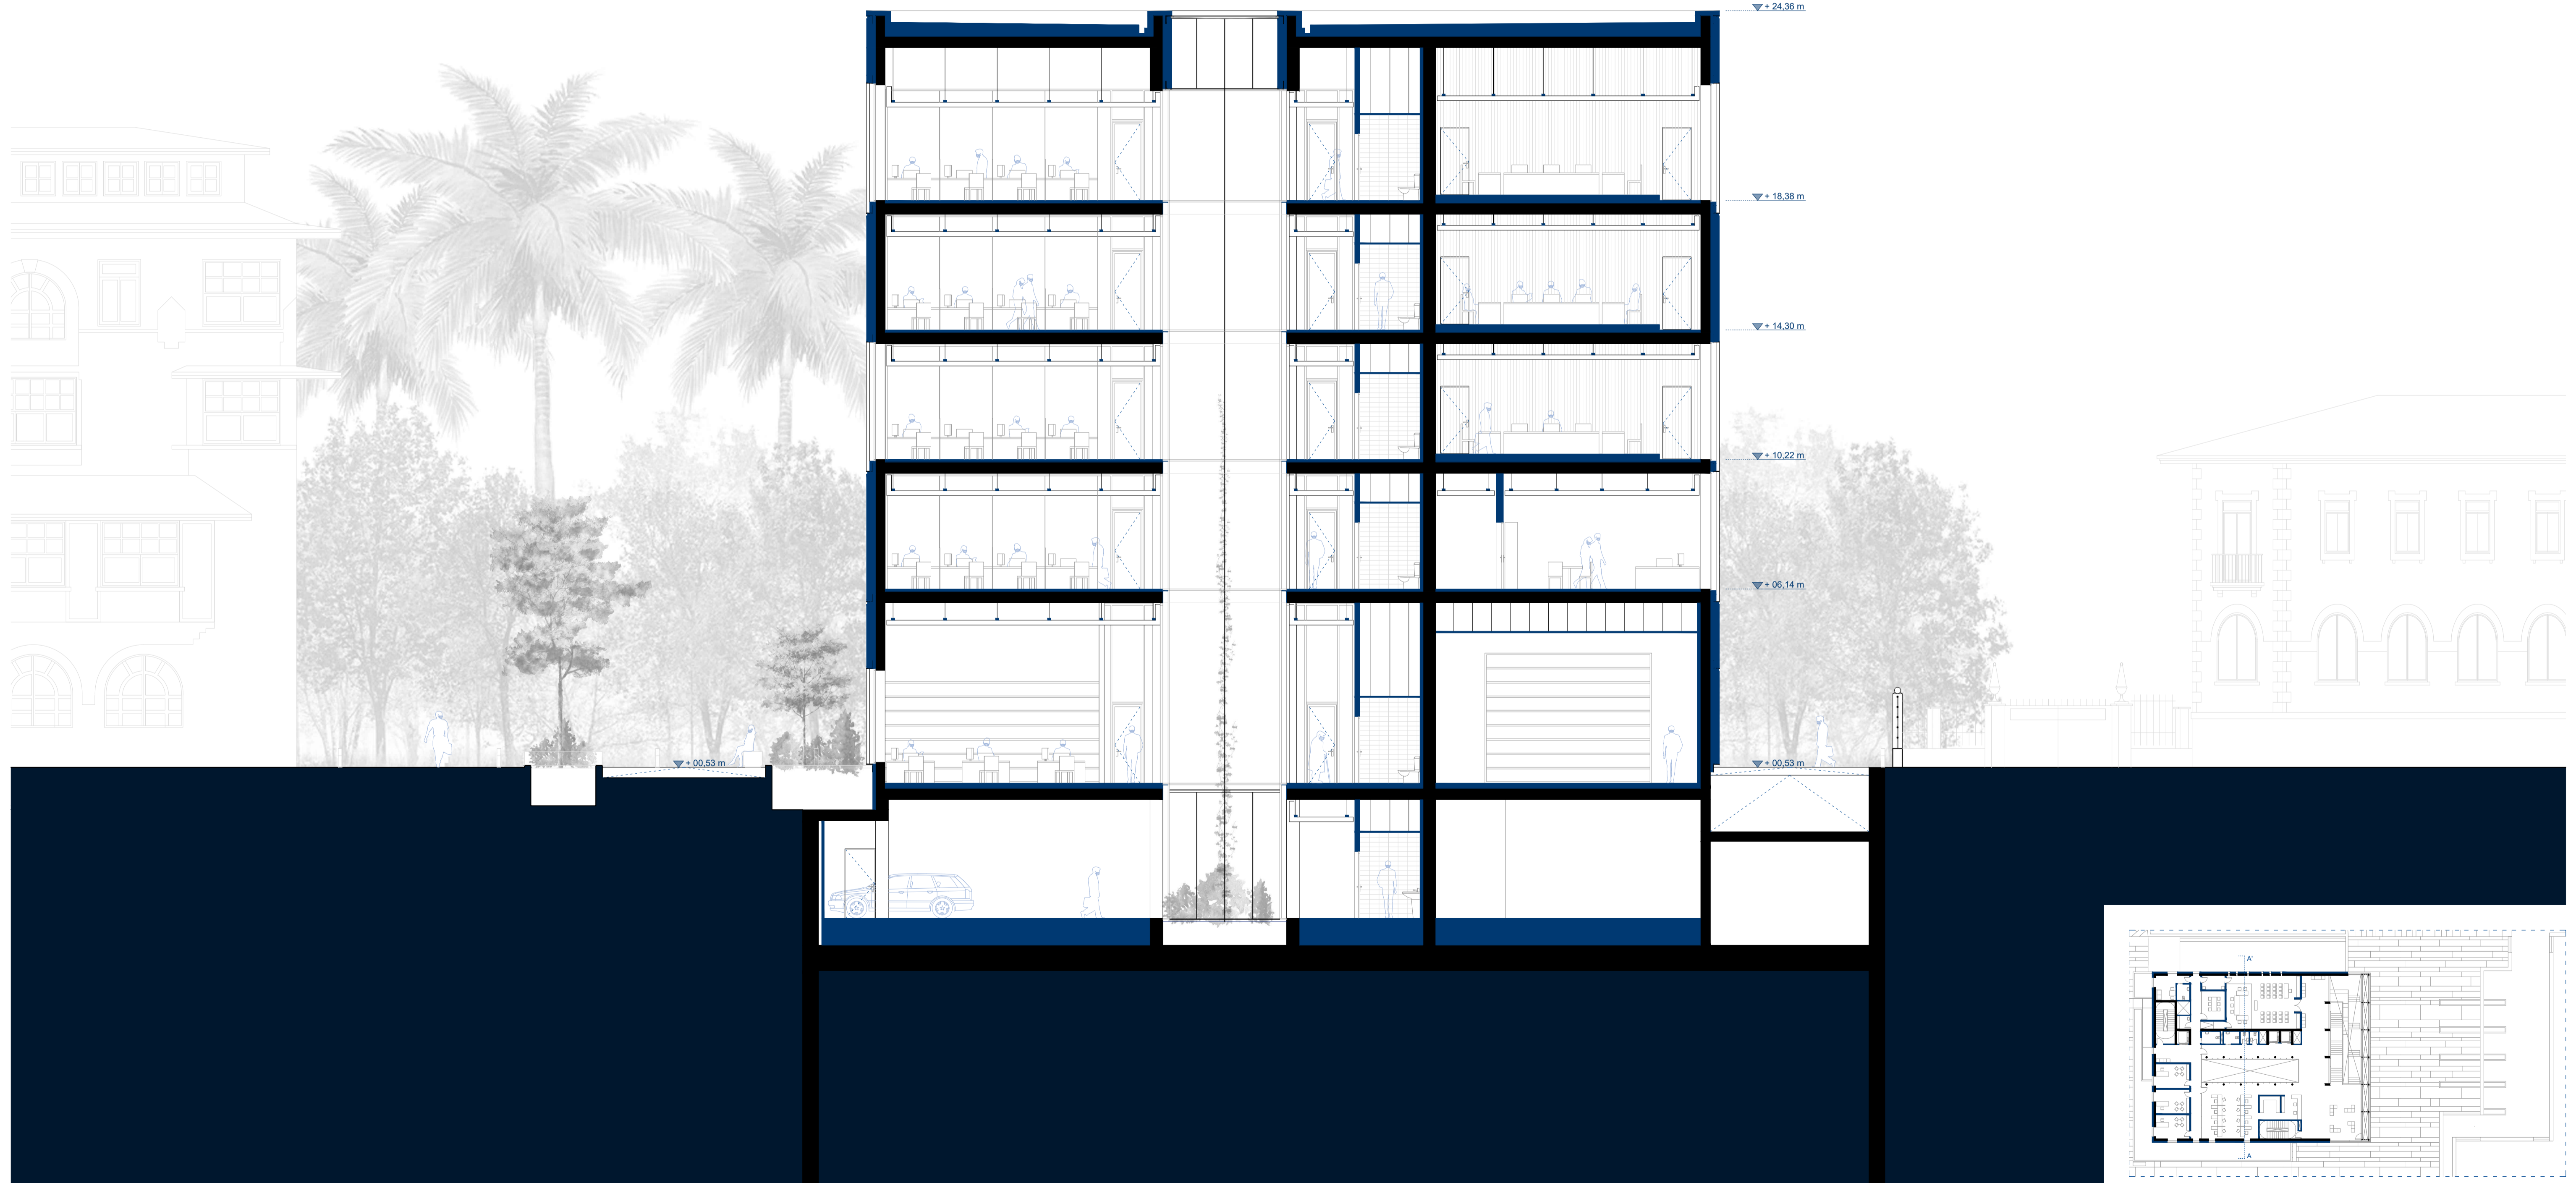 + 24,36 m
+ 18,38 m
+ 14,30 m
+ 10,22 m
+ 06,14 m
+ 00,53 m
+ 00,53 m
A'
A